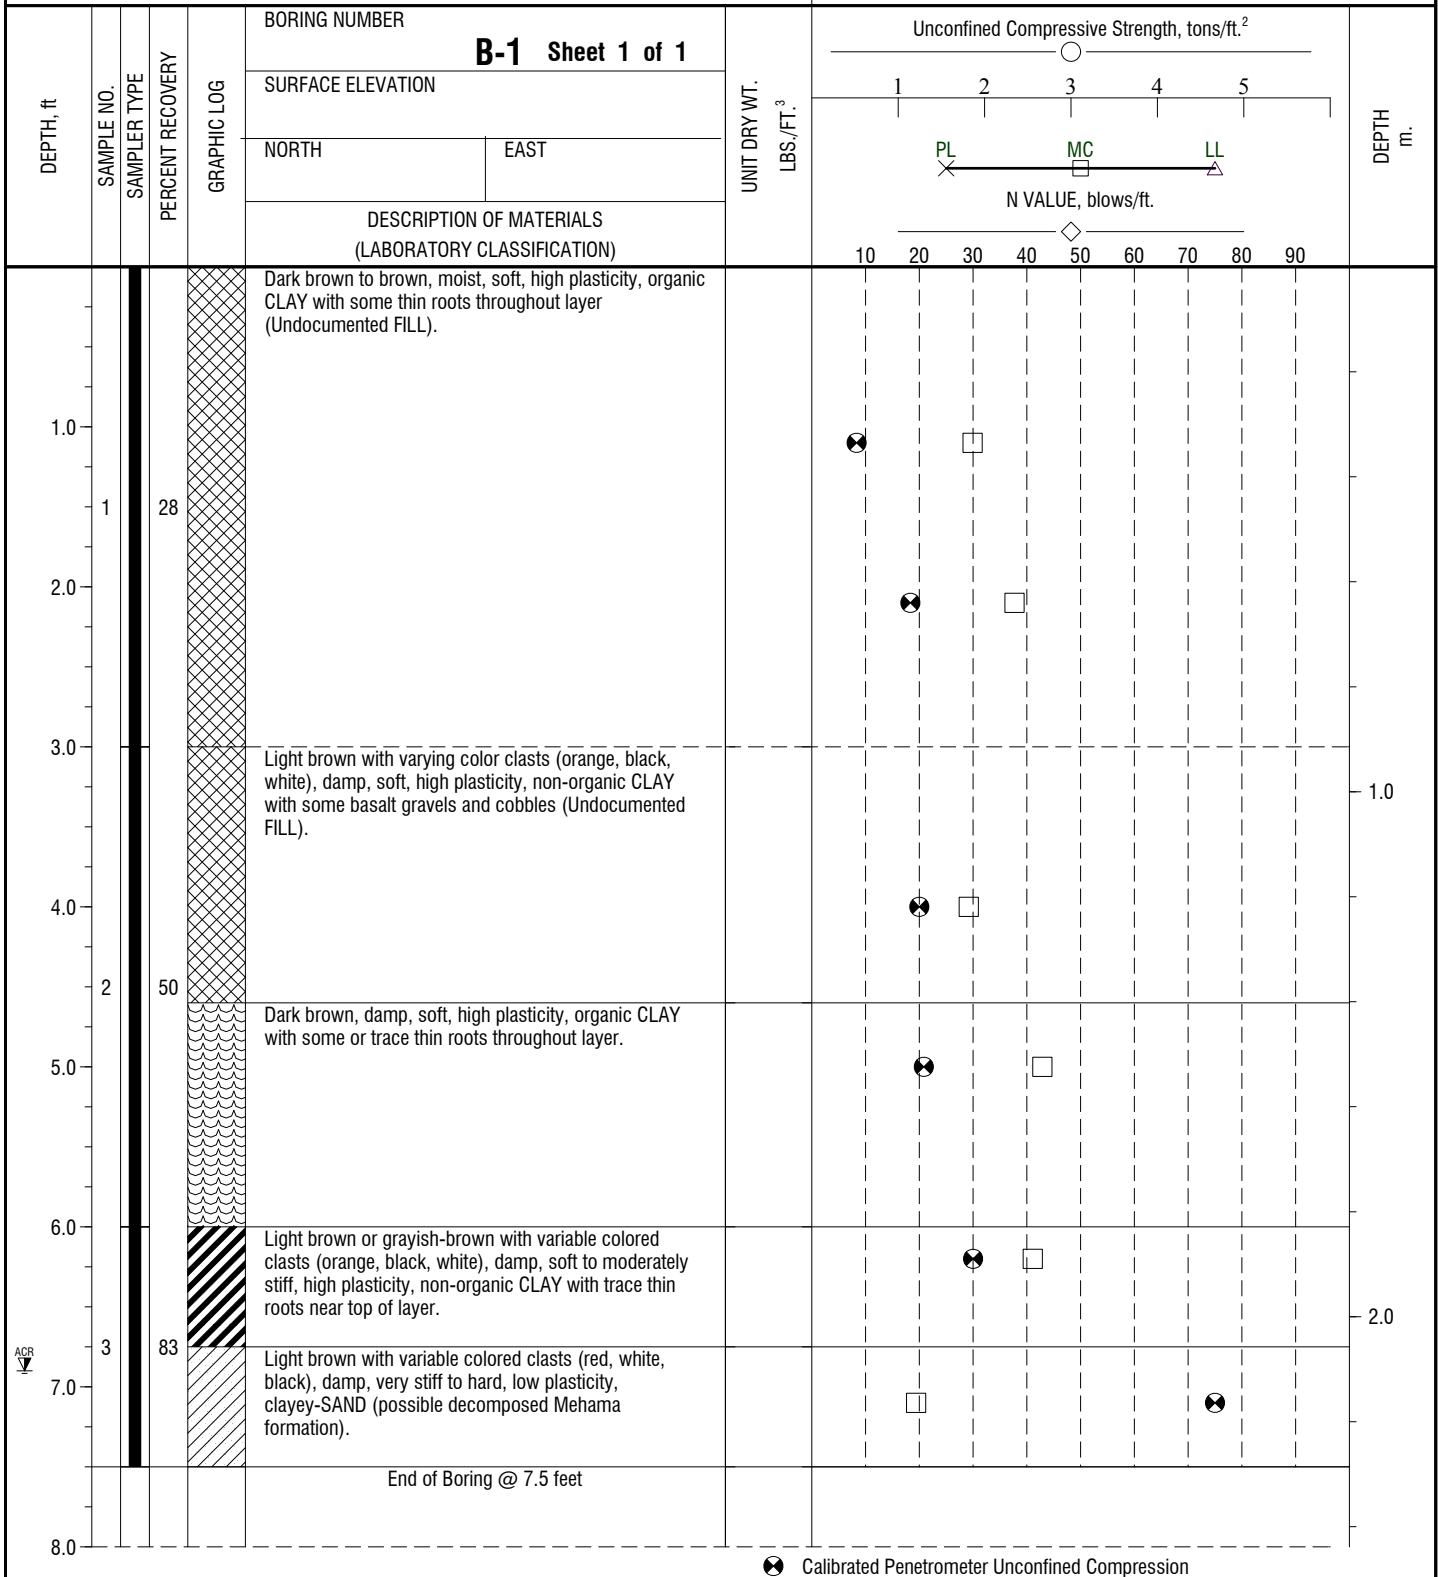 BORING NUMBER
B-1 Sheet 1 of 1
SURFACE ELEVATION
NORTH
EAST
DESCRIPTION OF MATERIALS
(LABORATORY CLASSIFICATION)
DEPTH, ft
SAMPLE NO.
SAMPLER TYPE
PERCENT RECOVERY
GRAPHIC LOG
UNIT DRY WT.
LBS./FT.³
Unconfined Compressive Strength, tons/ft.²
1 2 3 4 5
PL MC LL
N VALUE, blows/ft.
10 20 30 40 50 60 70 80 90
DEPTH
m.
Dark brown to brown, moist, soft, high plasticity, organic
CLAY with some thin roots throughout layer
(Undocumented FILL).
1.0
1 28
2.0
3.0
Light brown with varying color clasts (orange, black,
white), damp, soft, high plasticity, non-organic CLAY
with some basalt gravels and cobbles (Undocumented
FILL).
1.0
4.0
2 50
Dark brown, damp, soft, high plasticity, organic CLAY
with some or trace thin roots throughout layer.
5.0
6.0
Light brown or grayish-brown with variable colored
clasts (orange, black, white), damp, soft to moderately
stiff, high plasticity, non-organic CLAY with trace thin
roots near top of layer.
2.0
ACR
3 83
Light brown with variable colored clasts (red, white,
black), damp, very stiff to hard, low plasticity,
clayey-SAND (possible decomposed Mehama
formation).
7.0
End of Boring @ 7.5 feet
8.0
Calibrated Penetrometer Unconfined Compression